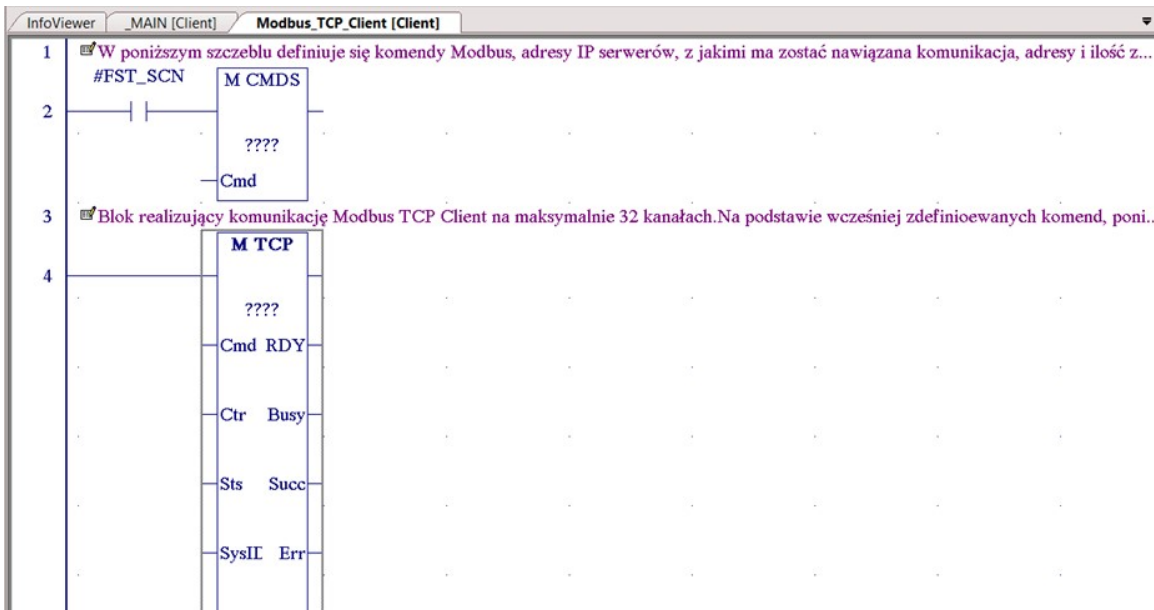 InfoViewer _MAIN [Client] Modbus_TCP_Client [Client]
1 W poniższym szczeblu definiuje się komendy Modbus, adresy IP serwerów, z jakimi ma zostać nawiązana komunikacja, adresy i ilość z...
#FST_SCN M CMDS
2
????
Cmd
3 Blok realizujący komunikację Modbus TCP Client na maksymalnie 32 kanałach.Na podstawie wcześniej zdefinioewanych komend, poni..
M TCP
4
????
Cmd RDY
Ctr Busy
Sts Succ
SysII Err